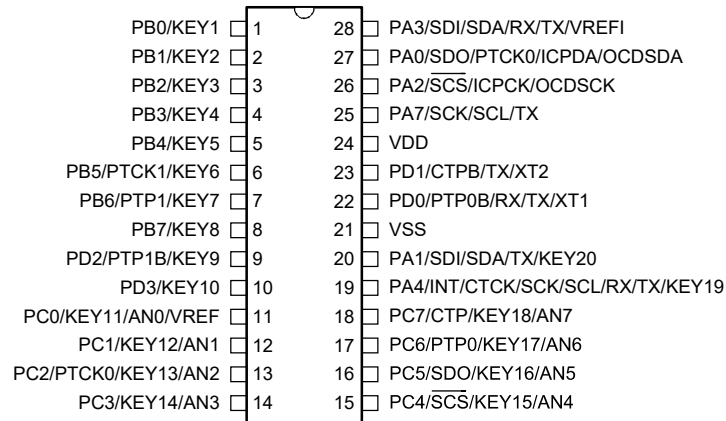 PB0/KEY1 1 28 PA3/SDI/SDA/RX/TX/VREFI
PB1/KEY2 2 27 PA0/SDO/PTCK0/ICPDA/OCDSDA
PB2/KEY3 3 26 PA2/SCS/ICPCK/OCDSCK
PB3/KEY4 4 25 PA7/SCK/SCL/TX
PB4/KEY5 5 24 VDD
PB5/PTCK1/KEY6 6 23 PD1/CTPB/TX/XT2
PB6/PTP1/KEY7 7 22 PD0/PTP0B/RX/TX/XT1
PB7/KEY8 8 21 VSS
PD2/PTP1B/KEY9 9 20 PA1/SDI/SDA/TX/KEY20
PD3/KEY10 10 19 PA4/INT/CTCK/SCK/SCL/RX/TX/KEY19
PC0/KEY11/AN0/VREF 11 18 PC7/CTP/KEY18/AN7
PC1/KEY12/AN1 12 17 PC6/PTP0/KEY17/AN6
PC2/PTCK0/KEY13/AN2 13 16 PC5/SDO/KEY16/AN5
PC3/KEY14/AN3 14 15 PC4/SCS/KEY15/AN4